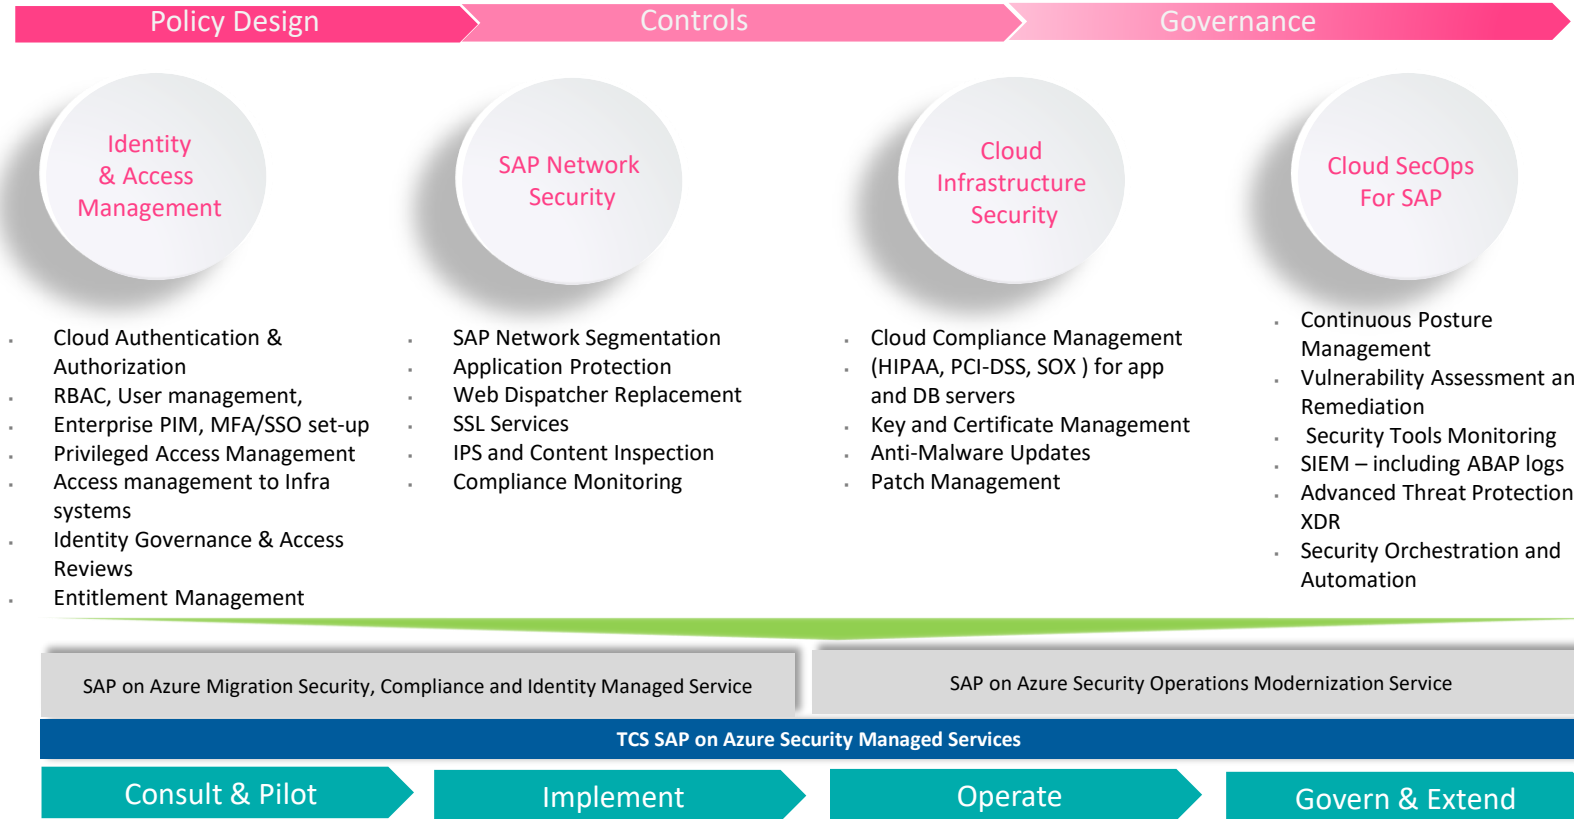 Policy Design
Controls
Governance
Identity
& Access
Management
SAP Network
Security
Cloud
Infrastructure
Security
Cloud SecOps
For SAP
Cloud Authentication &
Authorization
RBAC, User management,
Enterprise PIM, MFA/SSO set-up
Privileged Access Management
Access management to Infra
systems
Identity Governance & Access
Reviews
Entitlement Management
SAP Network Segmentation
Application Protection
Web Dispatcher Replacement
SSL Services
IPS and Content Inspection
Compliance Monitoring
Cloud Compliance Management
(HIPAA, PCI-DSS, SOX ) for app
and DB servers
Key and Certificate Management
Anti-Malware Updates
Patch Management
Continuous Posture
Management
Vulnerability Assessment an
Remediation
Security Tools Monitoring
SIEM – including ABAP logs
Advanced Threat Protection
XDR
Security Orchestration and
Automation
SAP on Azure Migration Security, Compliance and Identity Managed Service
SAP on Azure Security Operations Modernization Service
TCS SAP on Azure Security Managed Services
Consult & Pilot
Implement
Operate
Govern & Extend